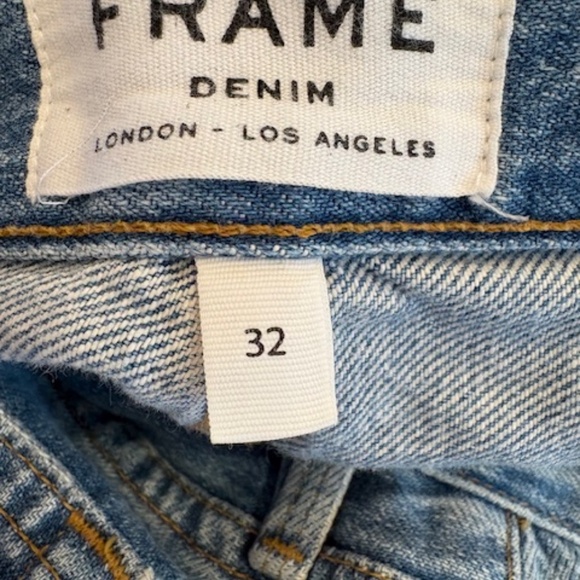 FRAME
DENIM
LONDON - LOS ANGELES
32